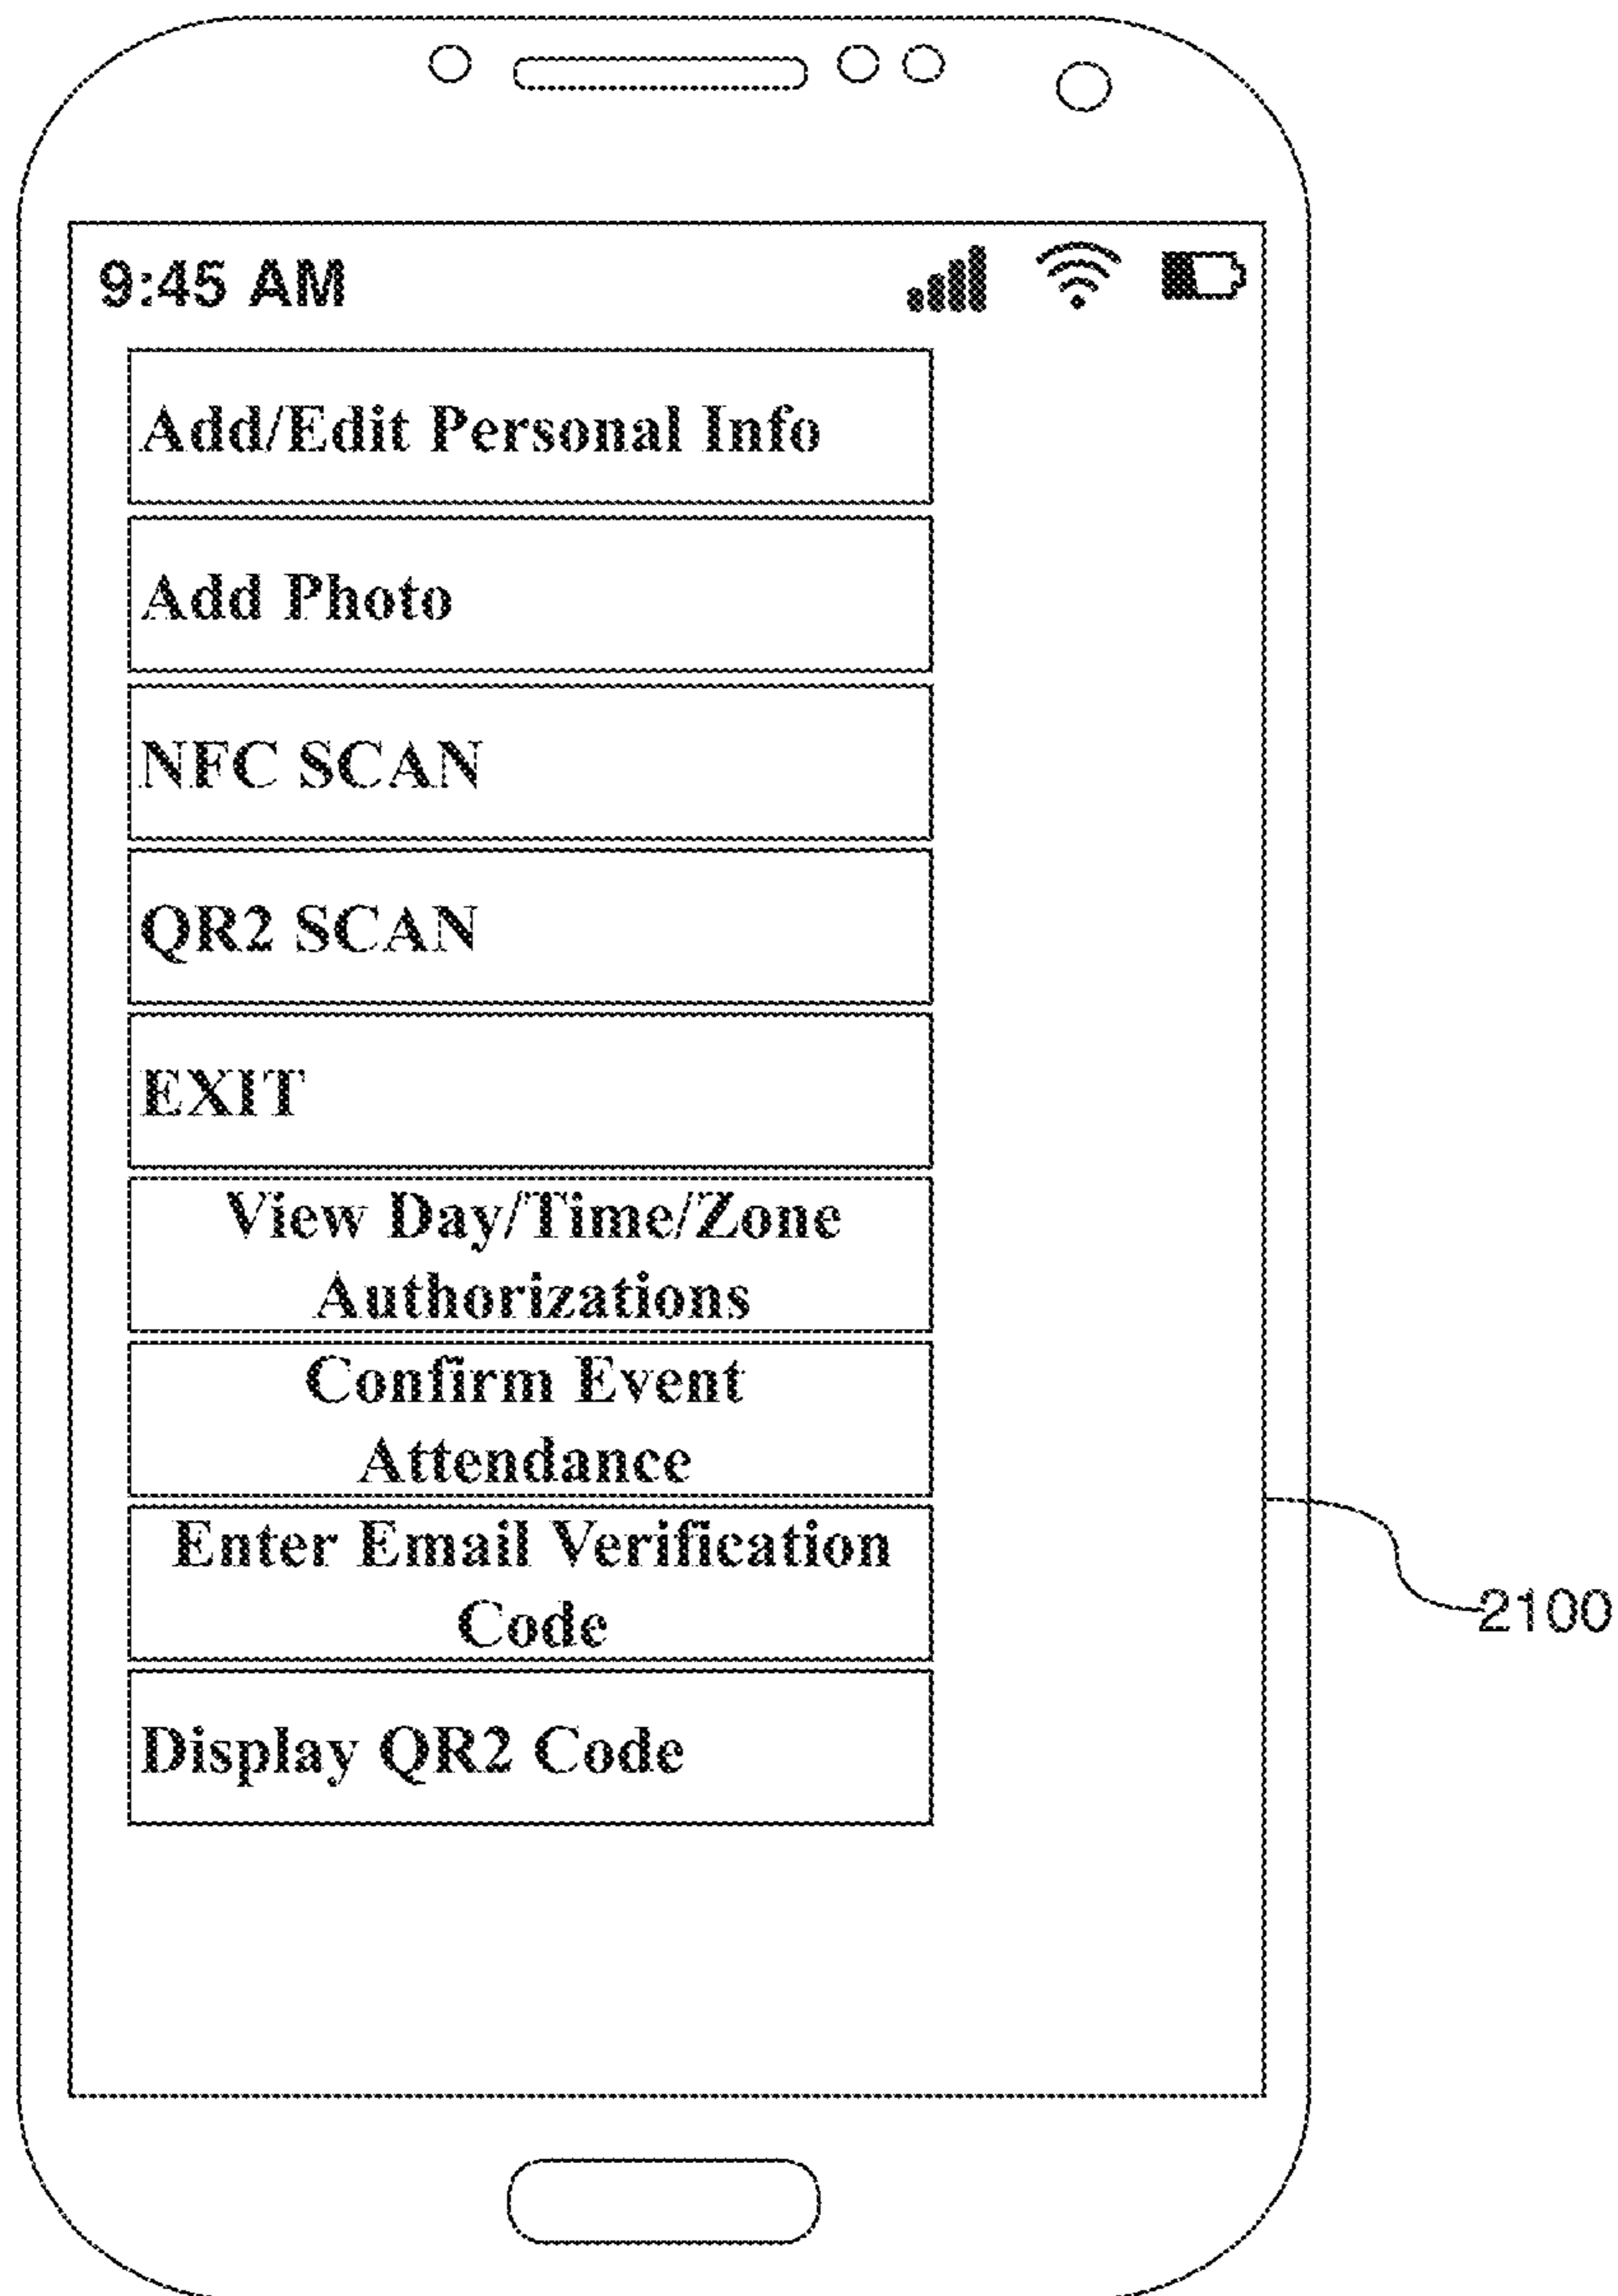 9:45 AM
Add/Edit Personal Info
Add Photo
NFC SCAN
QR2 SCAN
EXIT
View Day/Time/Zone
Authorizations
Confirm Event
Attendance
Enter Email Verification
Code
2100
Display QR2 Code